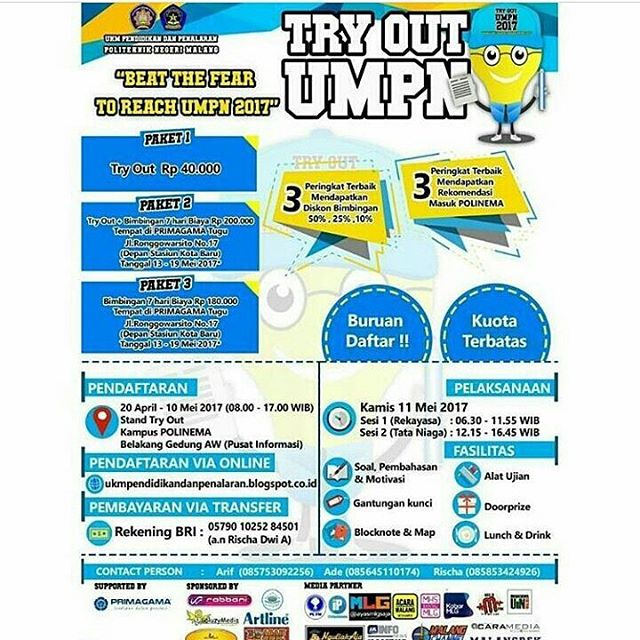 UKM PENDIDIKAN DAN PENALARAN
POLITEKNIK NEGERI MALANG
TRY OUT
UMPN
TRY OUT
UMPN
2017
"BEAT THE FEAR
TO REACH UMPN 2017"
PAKET 1
Try Out Rp 40.000
PAKET 2
Try Out + Bimbingan 7 hari Biaya Rp 200.000
Tempat di PRIMAGAMA Tugu
Jl.Ronggowarsito No.17
(Depan Stasiun Kota Baru)
Tanggal 13 - 19 Mei 2017*
PAKET 3
Bimbingan 7 hari Biaya Rp 180.000
Tempat di PRIMAGAMA Tugu
Jl.Ronggowarsito No.17
(Depan Stasiun Kota Baru)
Tanggal 13 - 19 Mei 2017*
TRY OUT
3 Peringkat Terbaik
Mendapatkan
Diskon Bimbingan
50% , 25% ,10%
3 Peringkat Terbaik
Mendapatkan
Rekomendasi
Masuk POLINEMA
Buruan
Daftar !!
Kuota
Terbatas
PENDAFTARAN
20 April - 10 Mei 2017 (08.00 - 17.00 WIB)
Stand Try Out
Kampus POLINEMA
Belakang Gedung AW (Pusat Informasi)
PENDAFTARAN VIA ONLINE
ukmpendidikandanpenalaran.blogspot.co.id
PEMBAYARAN VIA TRANSFER
Rekening BRI : 05790 10252 84501
(a.n Rischa Dwi A)
PELAKSANAAN
Kamis 11 Mei 2017
Sesi 1 (Rekayasa) : 06.30 - 11.55 WIB
Sesi 2 (Tata Niaga) : 12.15 - 16.45 WIB
FASILITAS
Soal, Pembahasan
& Motivasi
Gantungan kunci
Blocknote & Map
Alat Ujian
Doorprize
Lunch & Drink
CONTACT PERSON : Arif (085753092256) Ade (085645110174) Rischa (085853424926)
SUPPORTED BY
PRIMAGAMA
SPONSORED BY
rabbani
Artline
MEDIA PARTNER
MLG
@ayasmlgsaja
ACARA
MALANG
INFO
MALANG
ACARAMEDIA